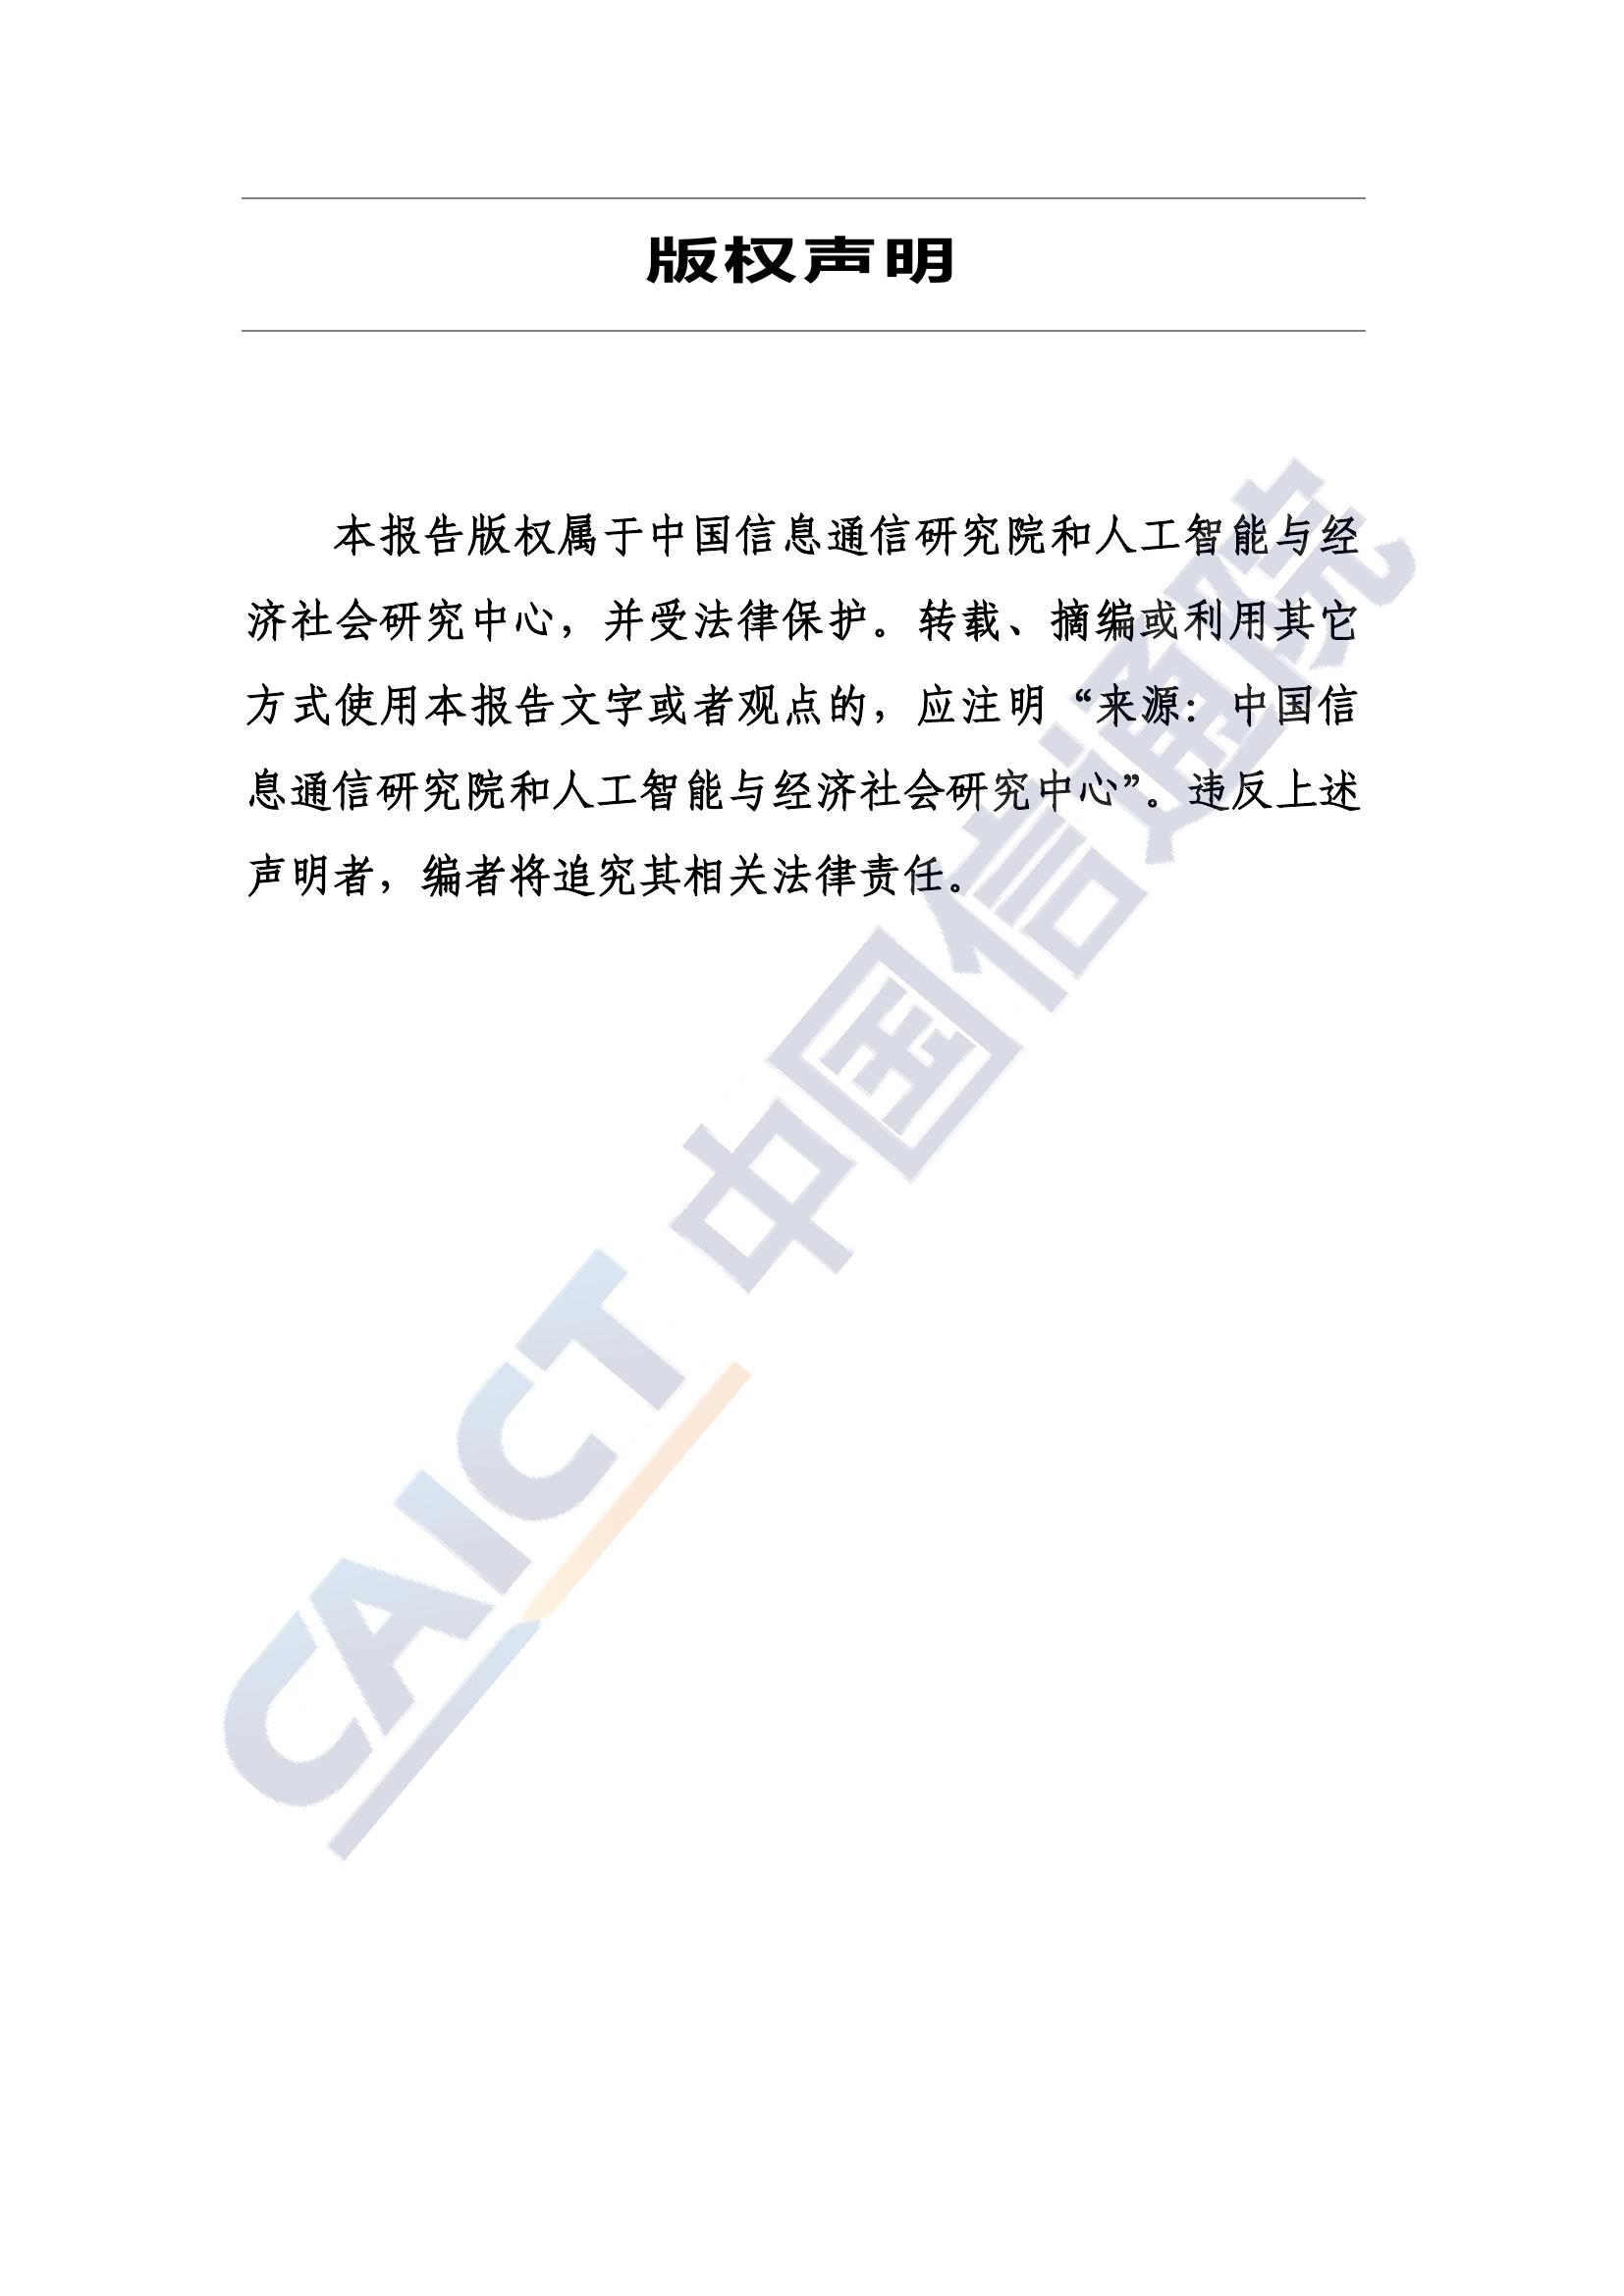 版权声明
本报告版权属于中国信息通信研究院和人工智能与经
济社会研究中心，并受法律保护。转载、摘编或利用其它
方式使用本报告文字或者观点的，应注明“来源：中国信
息通信研究院和人工智能与经济社会研究中心”。违反上述
声明者，编者将追究其相关法律责任。
CAICT 中国信通院